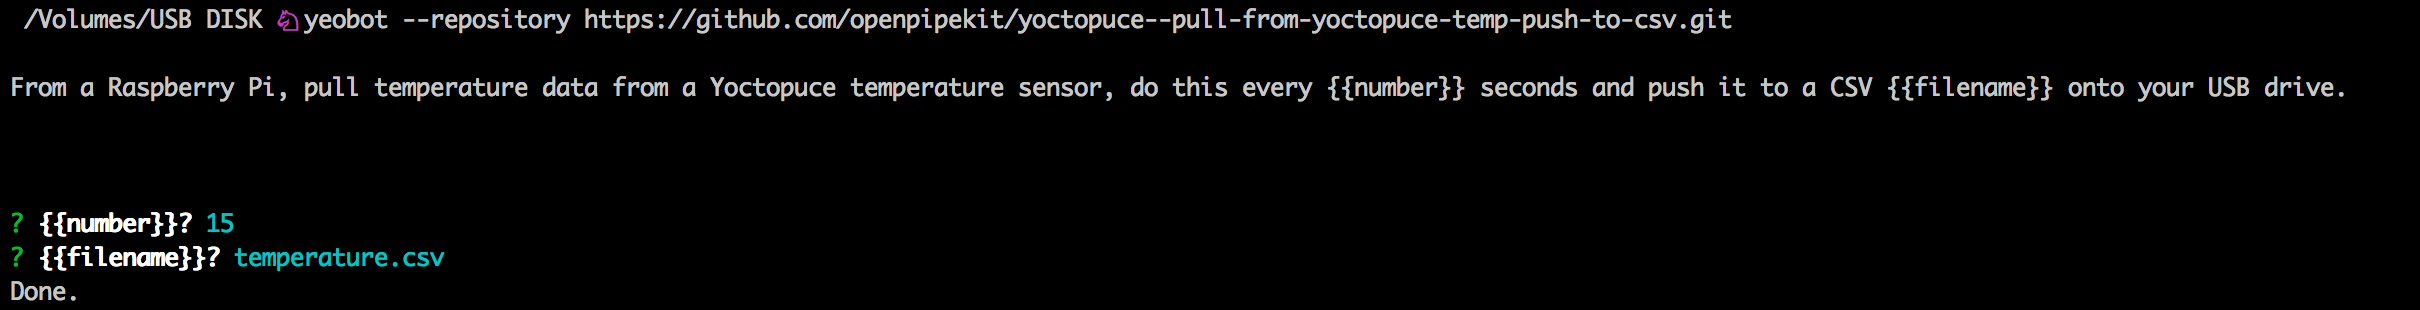 /Volumes/USB DISK ♘yeobot --repository https://github.com/openpipekit/yoctopuce--pull-from-yoctopuce-temp-push-to-csv.git
From a Raspberry Pi, pull temperature data from a Yoctopuce temperature sensor, do this every {{number}} seconds and push it to a CSV {{filename}} onto your USB drive.
? {{number}}? 15
? {{filename}}? temperature.csv
Done.